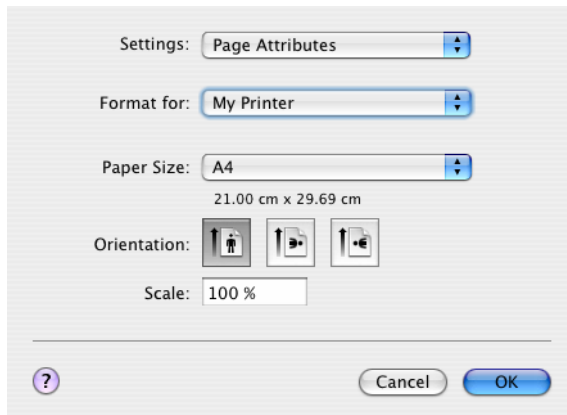 Settings: Page Attributes
Format for: My Printer
Paper Size: A4
21.00 cm x 29.69 cm
Orientation:
Scale: 100 %
? Cancel OK